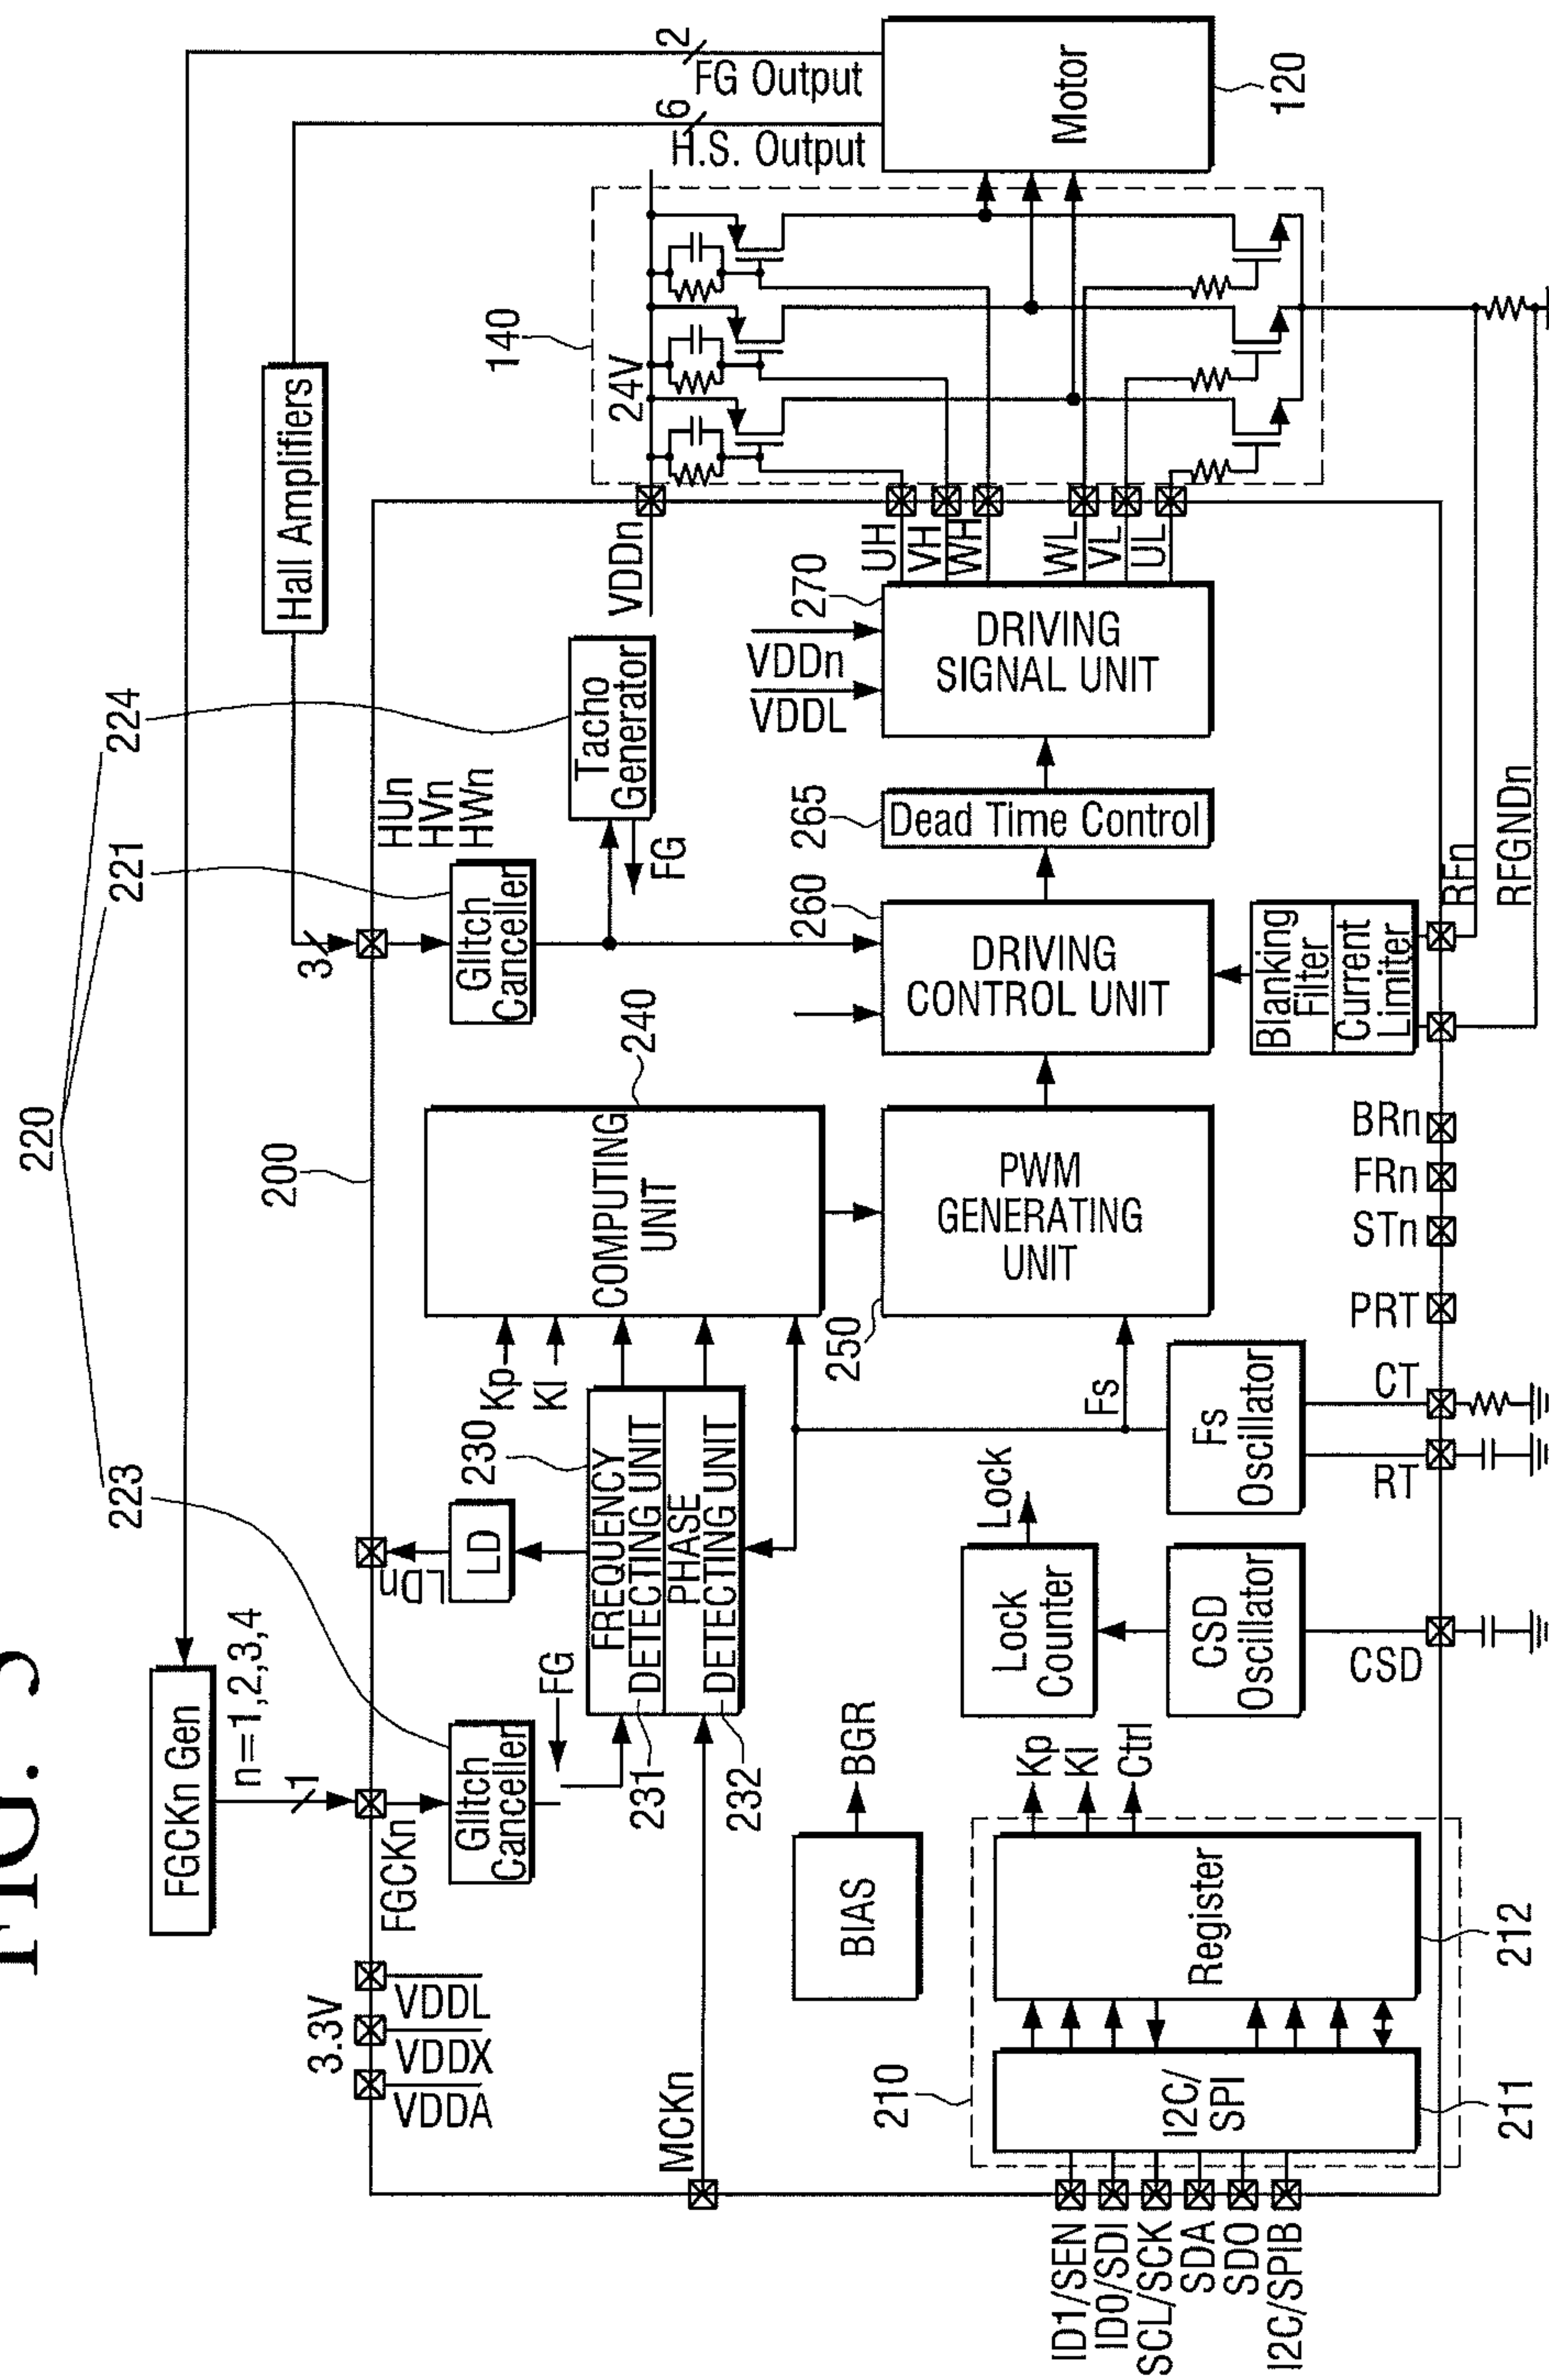 FIG. 3
220
223
221
224
FGCKn Gen
n=1,2,3,4
1
200
Hall Amplifiers
3
2
FG Output
6
H.S. Output
3.3V
VDDA
VDDX
VDDL
FGCKn
LDn
HUn
HVn
HWn
Giltch
Canceller
LD
Giltch
Canceller
FG
230
Kp
KI
240
Tacho
Generator
FG
VDDn
24V
140
MCKn
231
232
FREQUENCY
DETECTING UNIT
PHASE
DETECTING UNIT
COMPUTING
UNIT
VDDn
VDDL
BIAS
BGR
250
260
265
270
210
Lock
Counter
Lock
Fs
PWM
GENERATING
UNIT
DRIVING
CONTROL UNIT
Dead Time Control
DRIVING
SIGNAL UNIT
UH
VH
WH
WL
VL
UL
Motor
120
ID1/SEN
ID0/SDI
SCL/SCK
SDA
SDO
I2C/SPIB
I2C/
SPI
Register
Kp
KI
Ctrl
CSD
Oscillator
Fs
Oscillator
Blanking
Filter
Current
Limiter
CSD
RT
CT
PRT
STn
FRn
BRn
RFn
RFGNDn
211
212